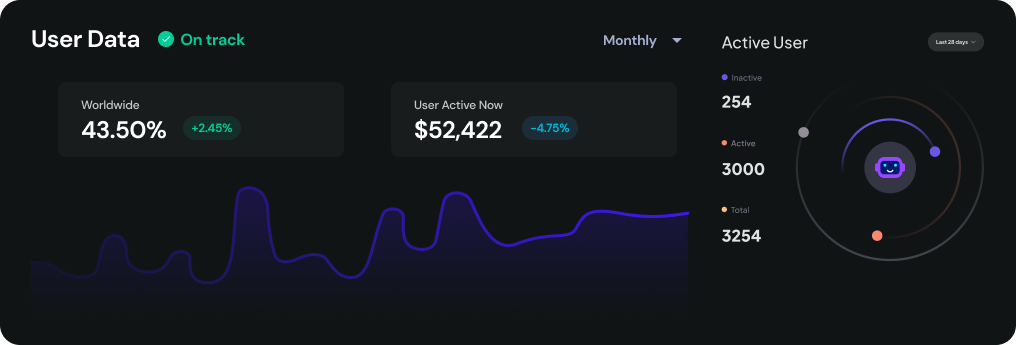 User Data
On track
Monthly
Worldwide
43.50%
+2.45%
User Active Now
$52,422
-4.75%
Active User
Last 28 days
Inactive
254
Active
3000
Total
3254